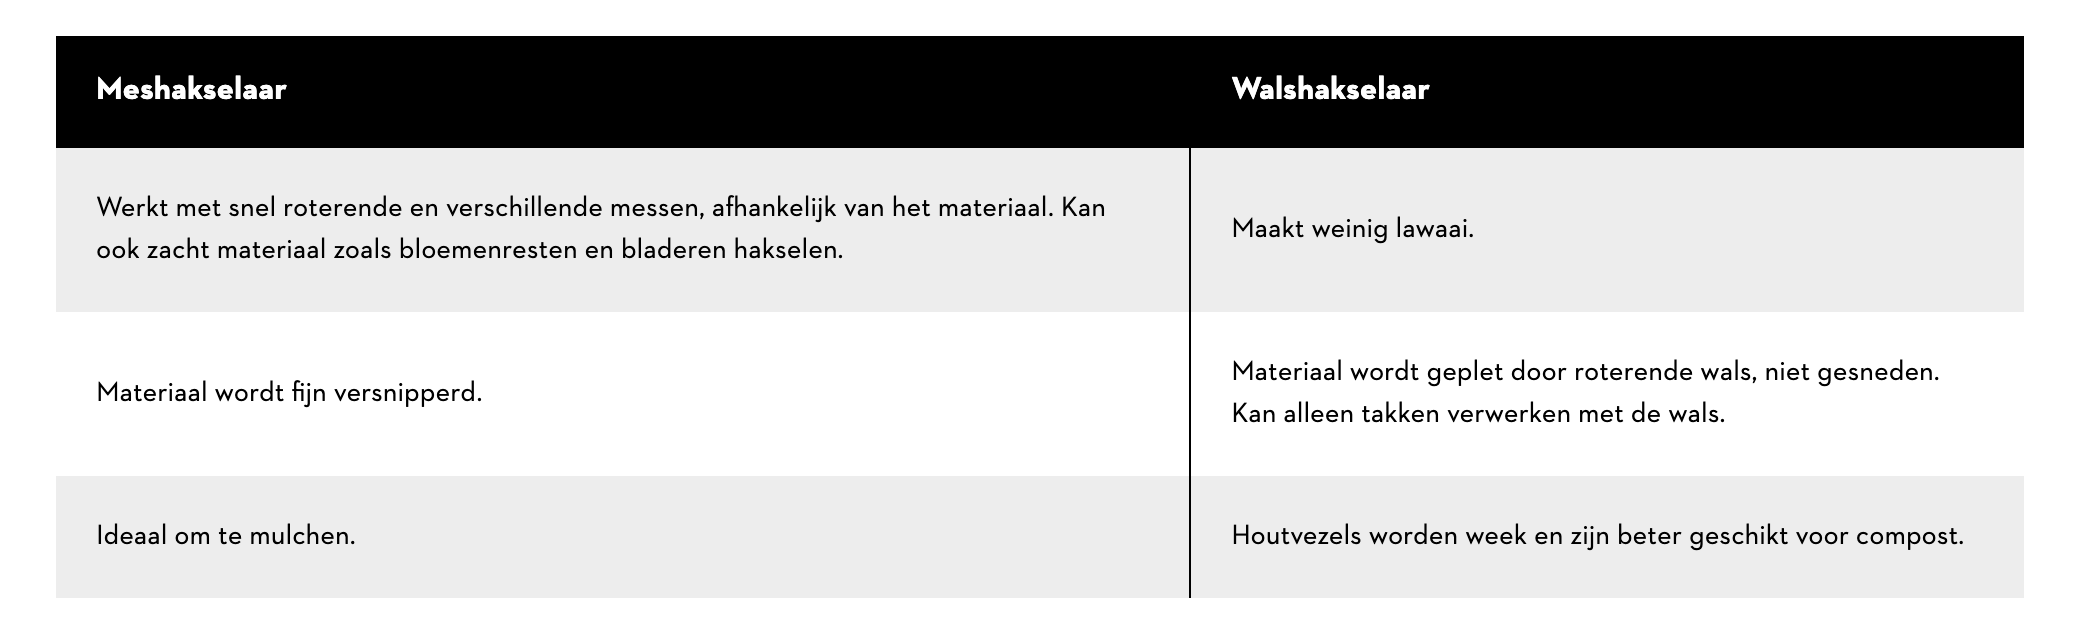 Meshakselaar
Walshakselaar
Werkt met snel roterende en verschillende messen, afhankelijk van het materiaal. Kan
ook zacht materiaal zoals bloemenresten en bladeren hakselen.
Maakt weinig lawaai.
Materiaal wordt fijn versnipperd.
Materiaal wordt geplet door roterende wals, niet gesneden.
Kan alleen takken verwerken met de wals.
Ideaal om te mulchen.
Houtvezels worden week en zijn beter geschikt voor compost.